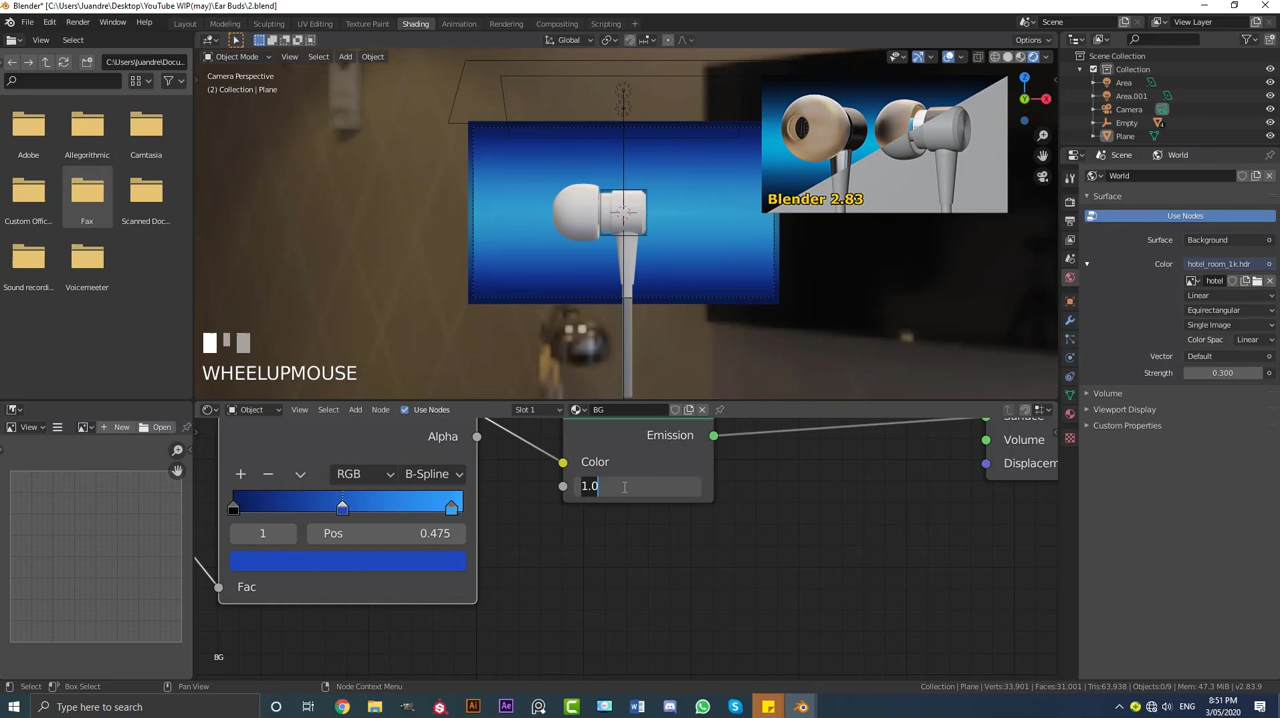 Blender* [C:\Users\Juandre\Desktop\YouTube WIP(my)\Ear Buds\2.blend]
File Edit Render Window Help Layout Modeling Sculpting UV Editing Texture Paint Shading Animation Rendering Compositing Scripting Scene View Layer
View Select Global Options
C:\Users\Juandre\Docu... Object Mode View Select Add Object
Camera Perspective
(2) Collection | Plane
Adobe Allegorithmic Camtasia
Custom Offic... Fax Scanned Doc...
Sound recordi... Voicemeeter
Blender 2.83
WHEELUPMOUSE
Scene Collection
Collection
Area
Area.001
Camera
Empty
Plane
Scene World
World
Surface
Use Nodes
Surface Background
Color hotel_room_1k.hdr
hotel
Linear
Equirectangular
Single Image
Color Spac Linear
Vector Default
Strength 0.300
Volume
Viewport Display
Custom Properties
View New Open Object View Select Add Node Use Nodes Slot 1 BG
Alpha Emission Surface
Color Volume
Displacem
RGB B-Spline
1.0
1 Pos 0.475
Fac
BG
Select Box Select Pan View Node Context Menu Collection | Plane | Verts:33,901 | Faces:31,001 | Tris:63,938 | Objects:0/9 | Mem: 47.3 MiB | v2.83.9
Type here to search
8:51 PM
3/05/2020